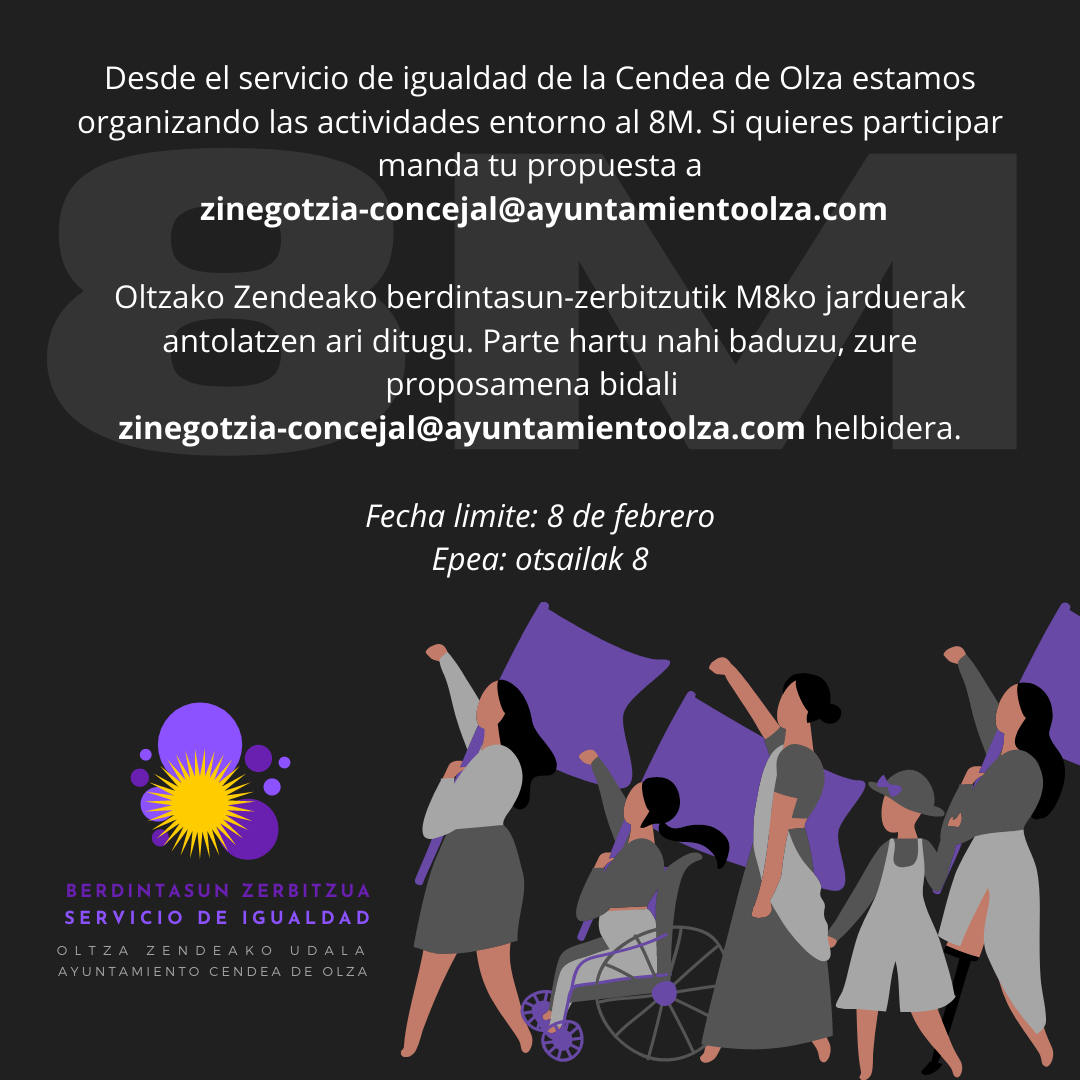 Desde el servicio de igualdad de la Cendea de Olza estamos
organizando las actividades entorno al 8M. Si quieres participar
manda tu propuesta a
zinegotzia-concejal@ayuntamientoolza.com
8M
Oltzako Zendeako berdintasun-zerbitzutik M8ko jarduerak
antolatzen ari ditugu. Parte hartu nahi baduzu, zure
proposamena bidali
zinegotzia-concejal@ayuntamientoolza.com helbidera.
Fecha limite: 8 de febrero
Epea: otsailak 8
BERDINTASUN ZERBITZUA
SERVICIO DE IGUALDAD
OLTZA ZENDEAKO UDALA
AYUNTAMIENTO CENDEA DE OLZA